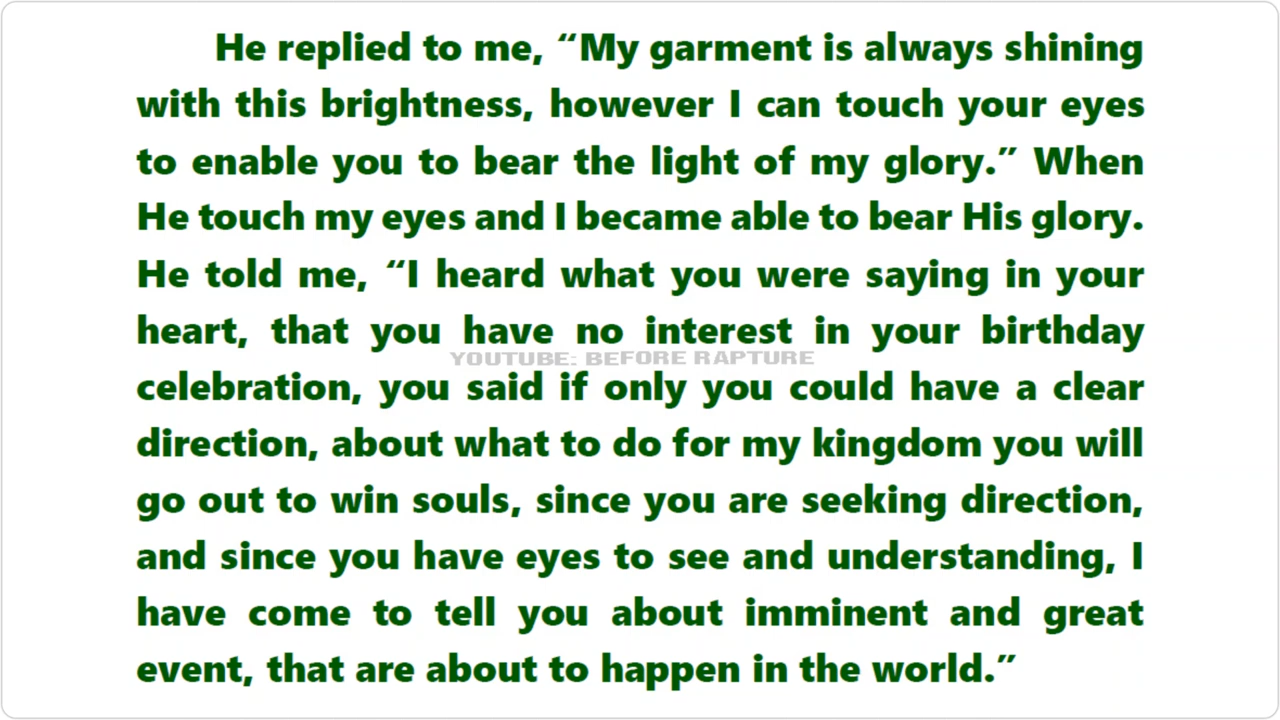 He replied to me, “My garment is always shining
with this brightness, however I can touch your eyes
to enable you to bear the light of my glory.” When
He touch my eyes and I became able to bear His glory.
He told me, “I heard what you were saying in your
heart, that you have no interest in your birthday
YOUTUBE: BEFORE RAPTURE
celebration, you said if only you could have a clear
direction, about what to do for my kingdom you will
go out to win souls, since you are seeking direction,
and since you have eyes to see and understanding, I
have come to tell you about imminent and great
event, that are about to happen in the world.”